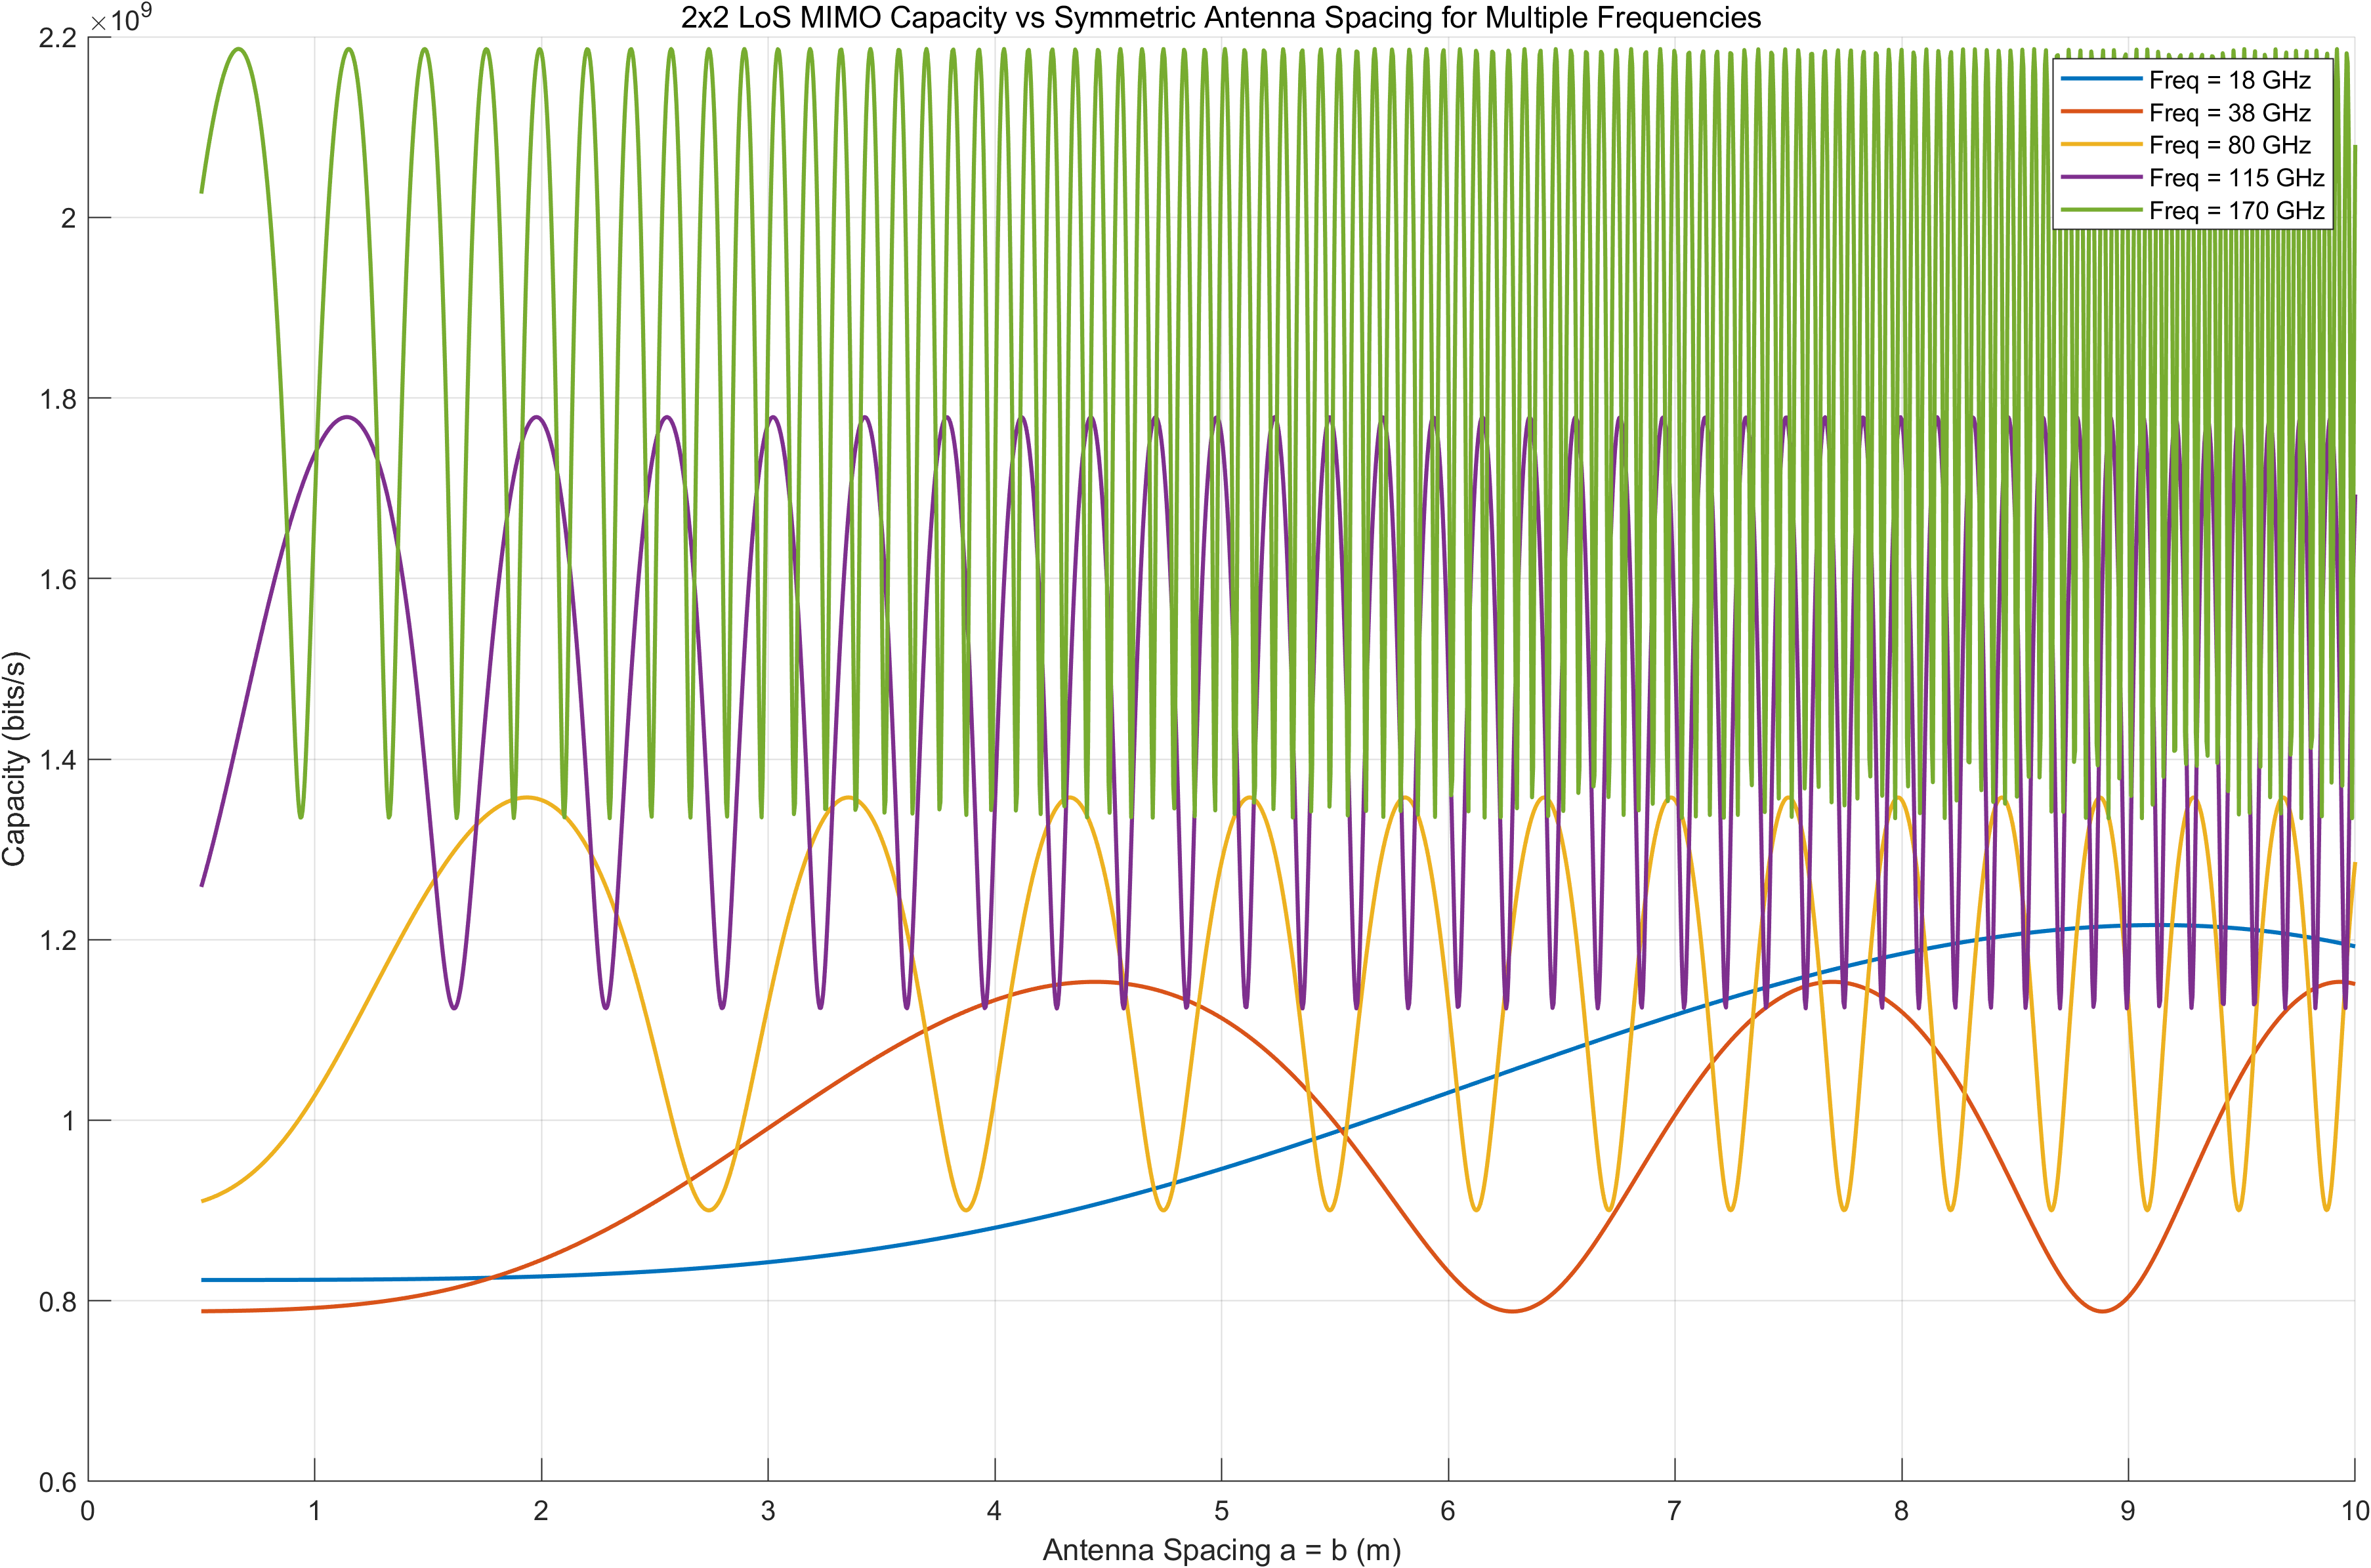 2x2 LoS MIMO Capacity vs Symmetric Antenna Spacing for Multiple Frequencies
×10⁹
2.2
2
1.8
1.6
1.4
1.2
1
0.8
0.6
Capacity (bits/s)
Freq = 18 GHz
Freq = 38 GHz
Freq = 80 GHz
Freq = 115 GHz
Freq = 170 GHz
0 1 2 3 4 5 6 7 8 9 10
Antenna Spacing a = b (m)